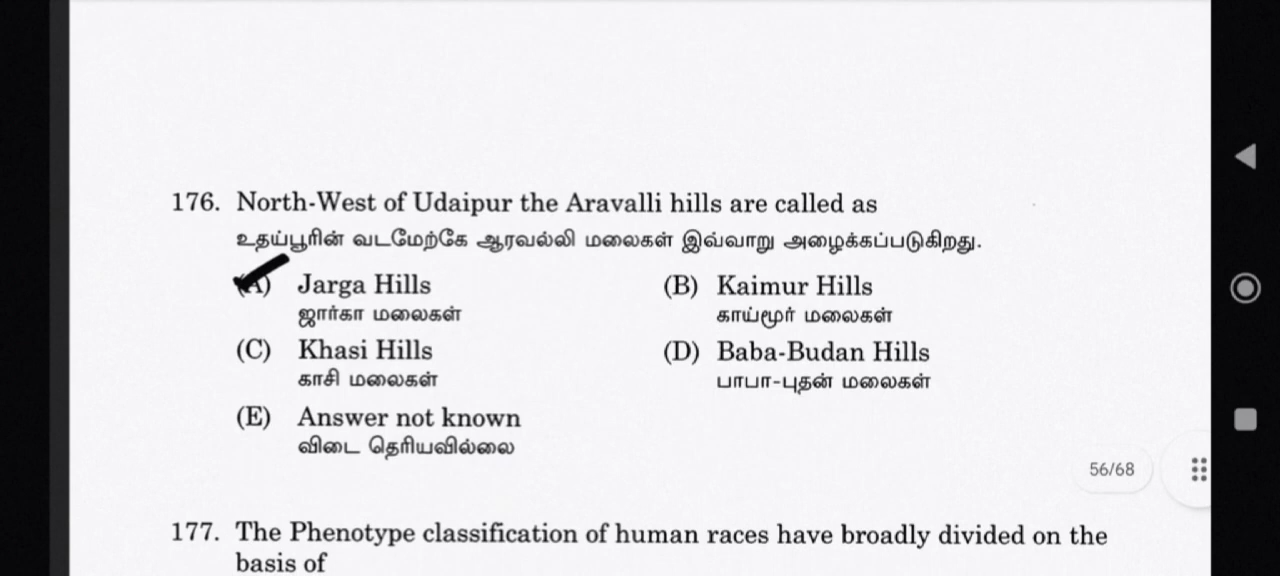 176. North-West of Udaipur the Aravalli hills are called as
உதய்பூரின் வடமேற்கே ஆரவல்லி மலைகள் இவ்வாறு அழைக்கப்படுகிறது.
(A) Jarga Hills (B) Kaimur Hills
ஜார்கா மலைகள் காய்மூர் மலைகள்
(C) Khasi Hills (D) Baba-Budan Hills
காசி மலைகள் பாபா-புதன் மலைகள்
(E) Answer not known
விடை தெரியவில்லை
56/68
177. The Phenotype classification of human races have broadly divided on the
basis of